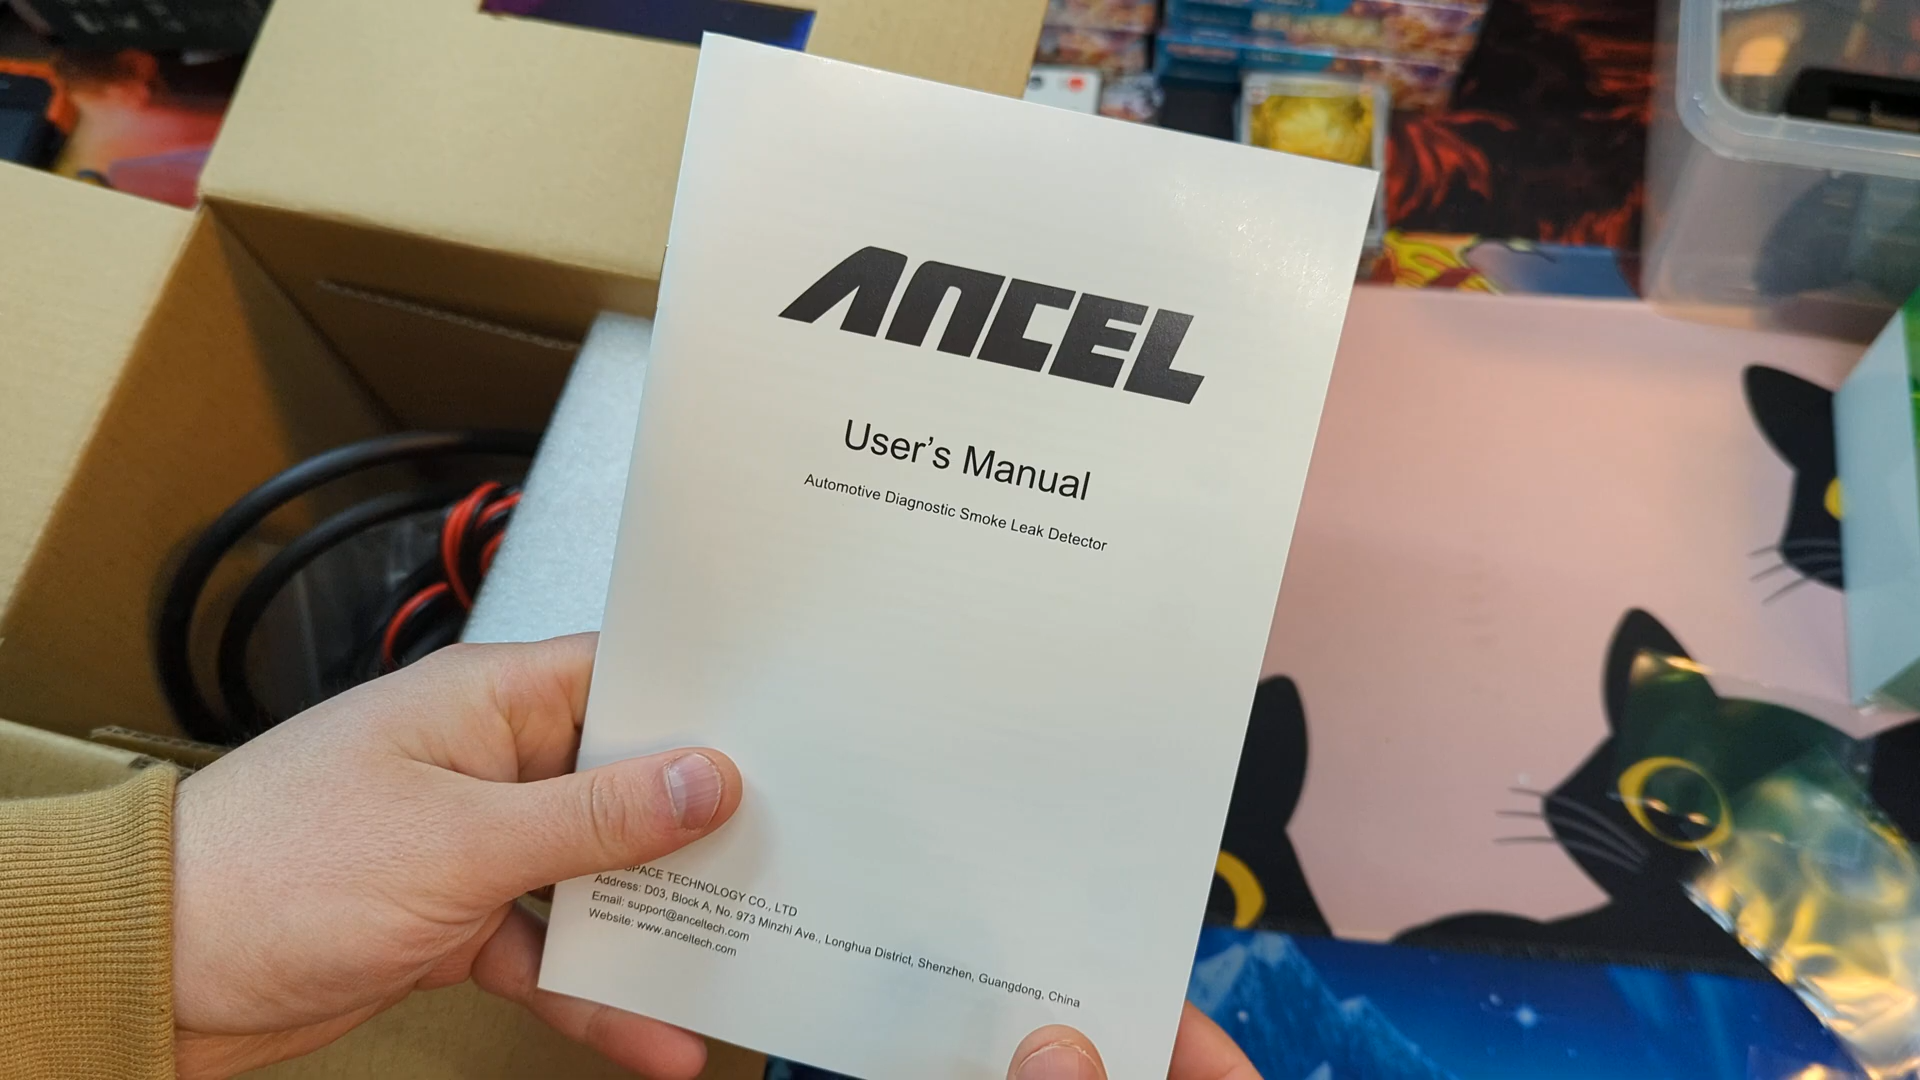 ANCEL
User's Manual
Automotive Diagnostic Smoke Leak Detector
SPACE TECHNOLOGY CO., LTD
Address: D03, Block A, No. 973 Minzhi Ave., Longhua District, Shenzhen, Guangdong, China
Email: support@anceltech.com
Website: www.anceltech.com